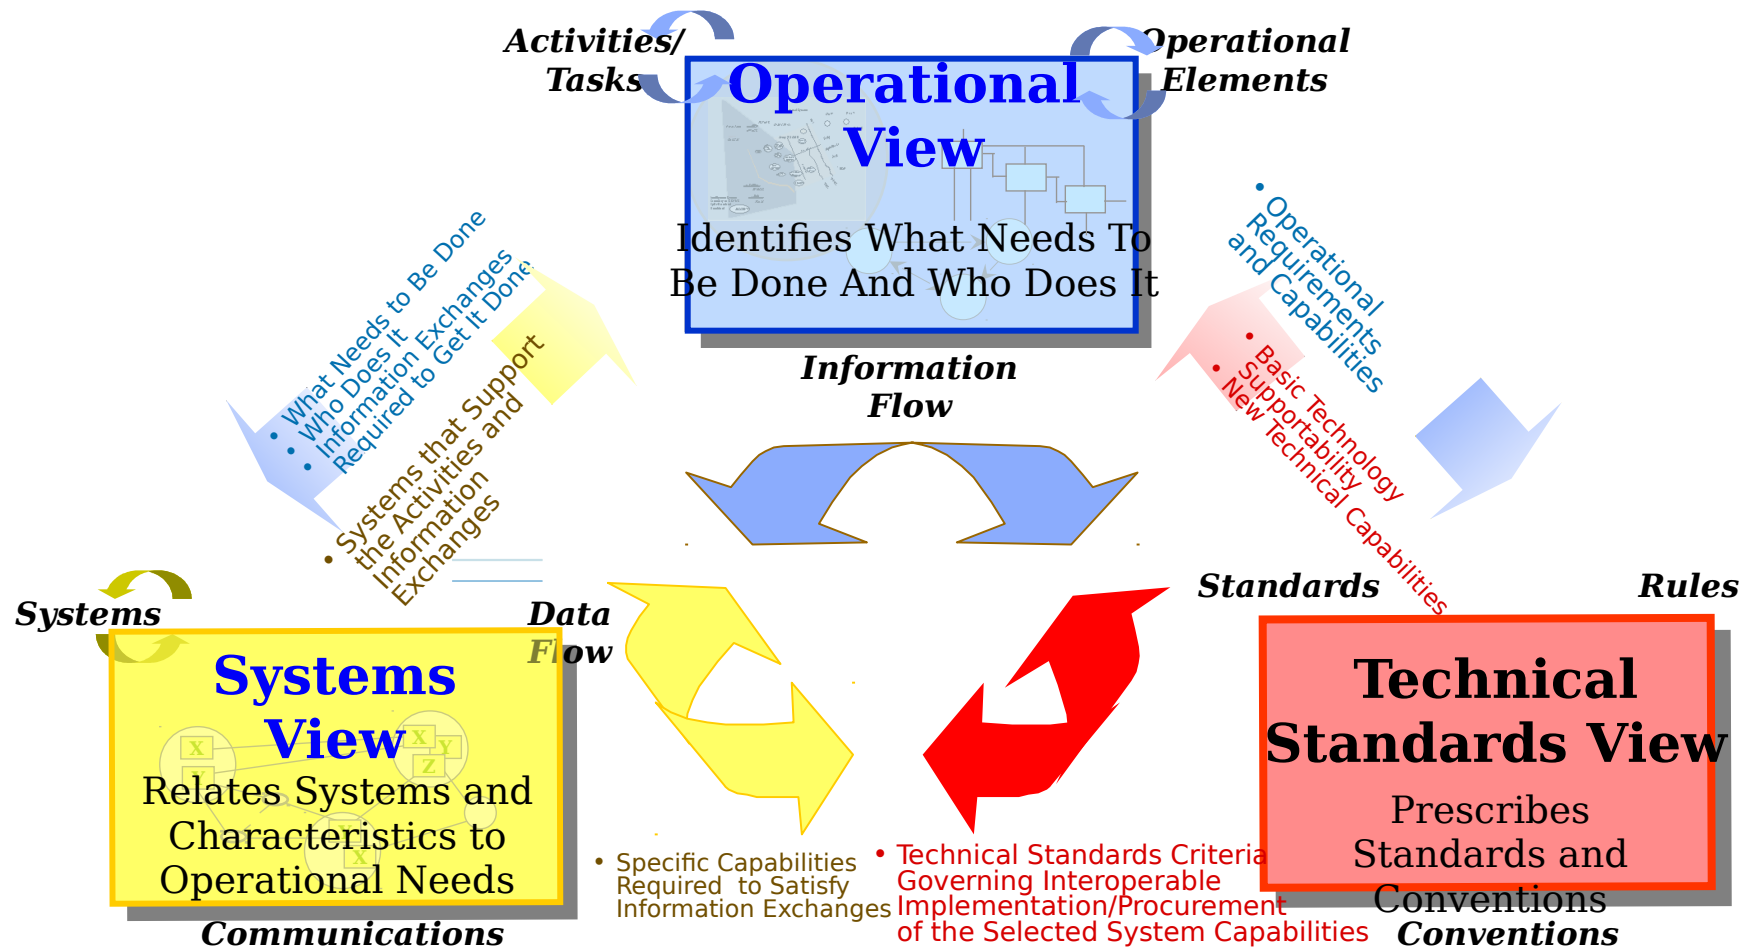 Activities/
Tasks
Operational
Elements
Operational
View
Identifies What Needs To
Be Done And Who Does It
Information
Flow
• What Needs to Be Done
• Who Does It
• Information Exchanges
Required to Get It Done
• Systems that Support
the Activities and
Information
Exchanges
• Operational
Requirements
and Capabilities
• Basic Technology
Supportability
• New Technical Capabilities
Systems
Data
Flow
Systems
View
X
X
Y
Z
X
Relates Systems and
Characteristics to
Operational Needs
Communications
Standards
Rules
Technical
Standards View
Prescribes
Standards and
Conventions
Conventions
• Specific Capabilities
Required to Satisfy
Information Exchanges
• Technical Standards Criteria
Governing Interoperable
Implementation/Procurement
of the Selected System Capabilities